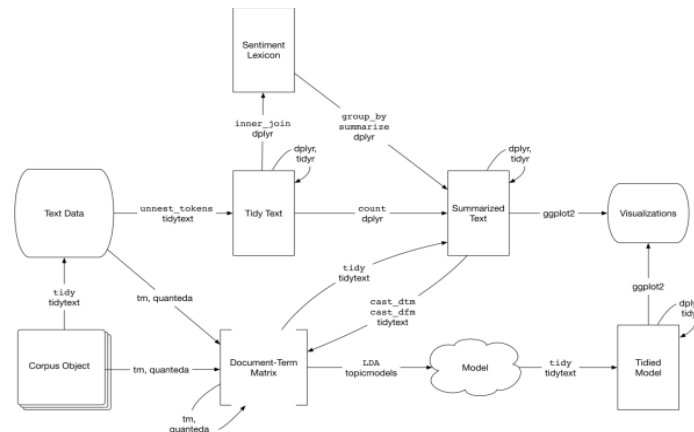 Sentiment
Lexicon
inner_join
dplyr
group_by
summarize
dplyr
dplyr,
tidyr
dplyr,
tidyr
Text Data
unnest_tokens
tidytext
Tidy Text
count
dplyr
Summarized
Text
ggplot2
Visualizations
tidy
tidytext
tm, quanteda
tidy
tidytext
cast_dtm
cast_dfm
tidytext
ggplot2
dply
tidy
Corpus Object
tm, quanteda
Document-Term
Matrix
LDA
topicmodels
Model
tidy
tidytext
Tidied
Model
tm,
quanteda